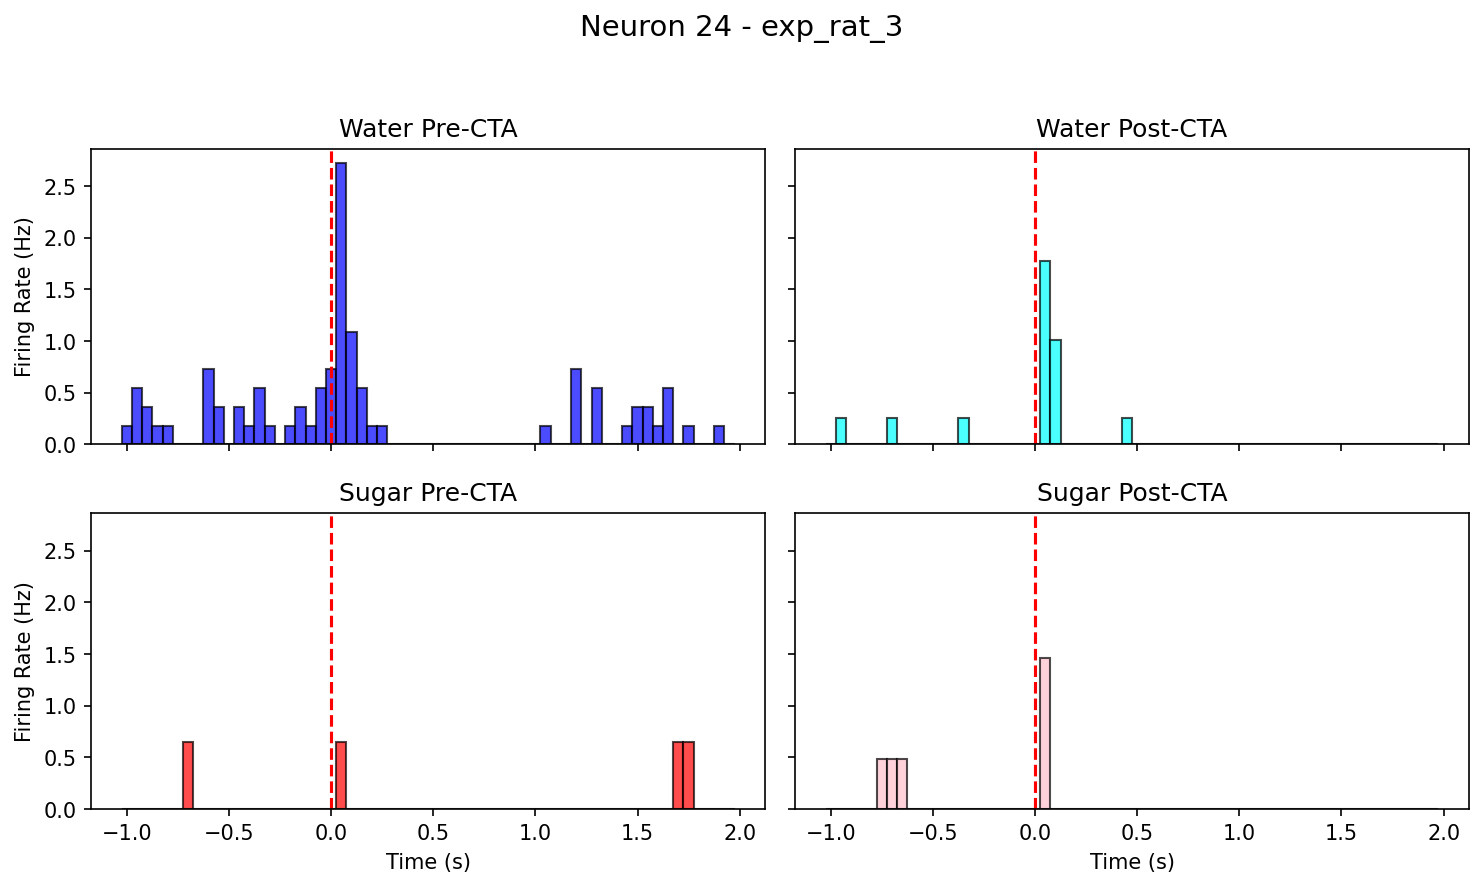 Neuron 24 - exp_rat_3
Water Pre-CTA
Water Post-CTA
Firing Rate (Hz)
2.5
2.0
1.5
1.0
0.5
0.0
Sugar Pre-CTA
Sugar Post-CTA
Firing Rate (Hz)
2.5
2.0
1.5
1.0
0.5
0.0
−1.0 −0.5 0.0 0.5 1.0 1.5 2.0
−1.0 −0.5 0.0 0.5 1.0 1.5 2.0
Time (s)
Time (s)